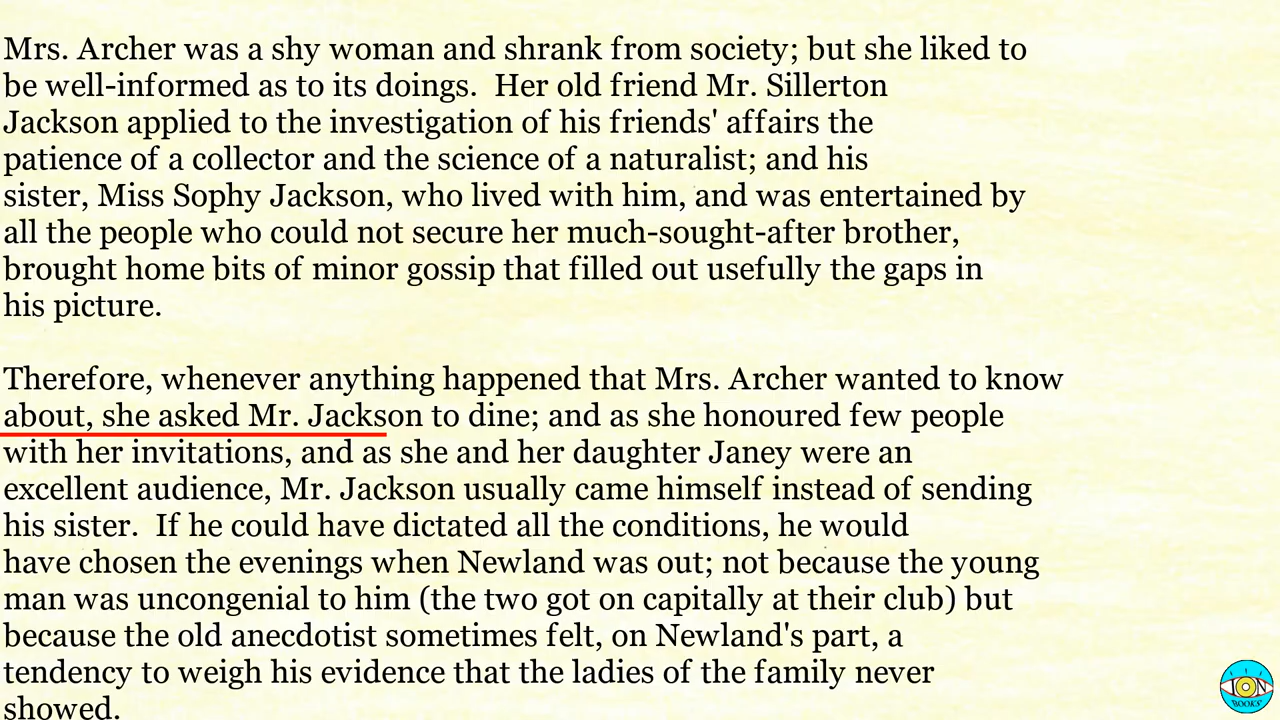 Mrs. Archer was a shy woman and shrank from society; but she liked to
be well-informed as to its doings.  Her old friend Mr. Sillerton
Jackson applied to the investigation of his friends' affairs the
patience of a collector and the science of a naturalist; and his
sister, Miss Sophy Jackson, who lived with him, and was entertained by
all the people who could not secure her much-sought-after brother,
brought home bits of minor gossip that filled out usefully the gaps in
his picture.
Therefore, whenever anything happened that Mrs. Archer wanted to know
about, she asked Mr. Jackson to dine; and as she honoured few people
with her invitations, and as she and her daughter Janey were an
excellent audience, Mr. Jackson usually came himself instead of sending
his sister.  If he could have dictated all the conditions, he would
have chosen the evenings when Newland was out; not because the young
man was uncongenial to him (the two got on capitally at their club) but
because the old anecdotist sometimes felt, on Newland's part, a
tendency to weigh his evidence that the ladies of the family never
showed.
ION
BOOKS